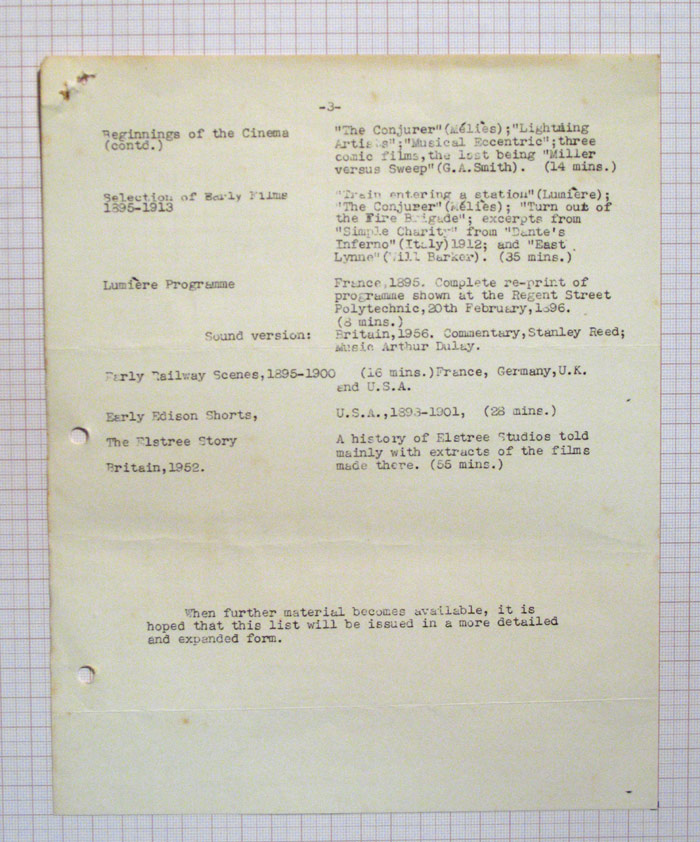 -3-
Beginnings of the Cinema "The Conjurer"(Méliès);"Lightning
(contd.) Artists";"Musical Eccentric";three
comic films,the last being "Miller
versus Sweep"(G.A.Smith). (14 mins.)
Selection of Early Films "Train entering a station"(Lumière);
1895-1913 "The Conjurer"(Méliès); "Turn out of
the Fire Brigade"; excerpts from
"Simple Charity" from "Dante's
Inferno"(Italy)1912; and "East
Lynne"(Will Barker). (35 mins.)
Lumière Programme France,1895. Complete re-print of
programme shown at the Regent Street
Polytechnic,20th February,1896.
(8 mins.)
Sound version: Britain,1956. Commentary,Stanley Reed;
Music Arthur Dulay.
Early Railway Scenes,1895-1900 (16 mins.)France, Germany,U.K.
and U.S.A.
Early Edison Shorts, U.S.A.,1893-1901, (28 mins.)
The Elstree Story A history of Elstree Studios told
mainly with extracts of the films
Britain,1952. made there. (55 mins.)
When further material becomes available, it is
hoped that this list will be issued in a more detailed
and expanded form.